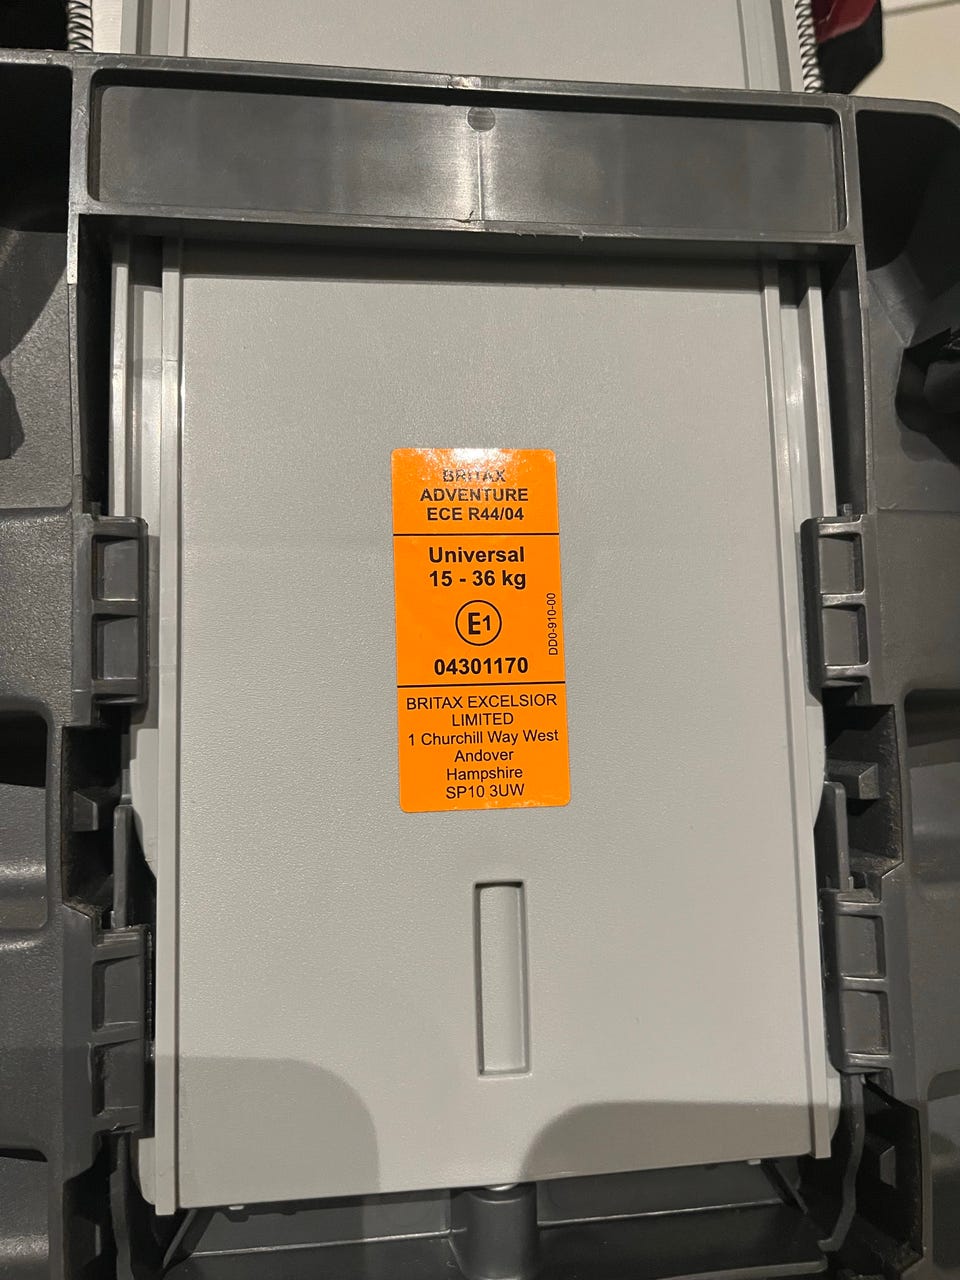 BRITAX
ADVENTURE
ECE R44/04
Universal
15 - 36 kg
E1
04301170
DD0-910-00
BRITAX EXCELSIOR
LIMITED
1 Churchill Way West
Andover
Hampshire
SP10 3UW